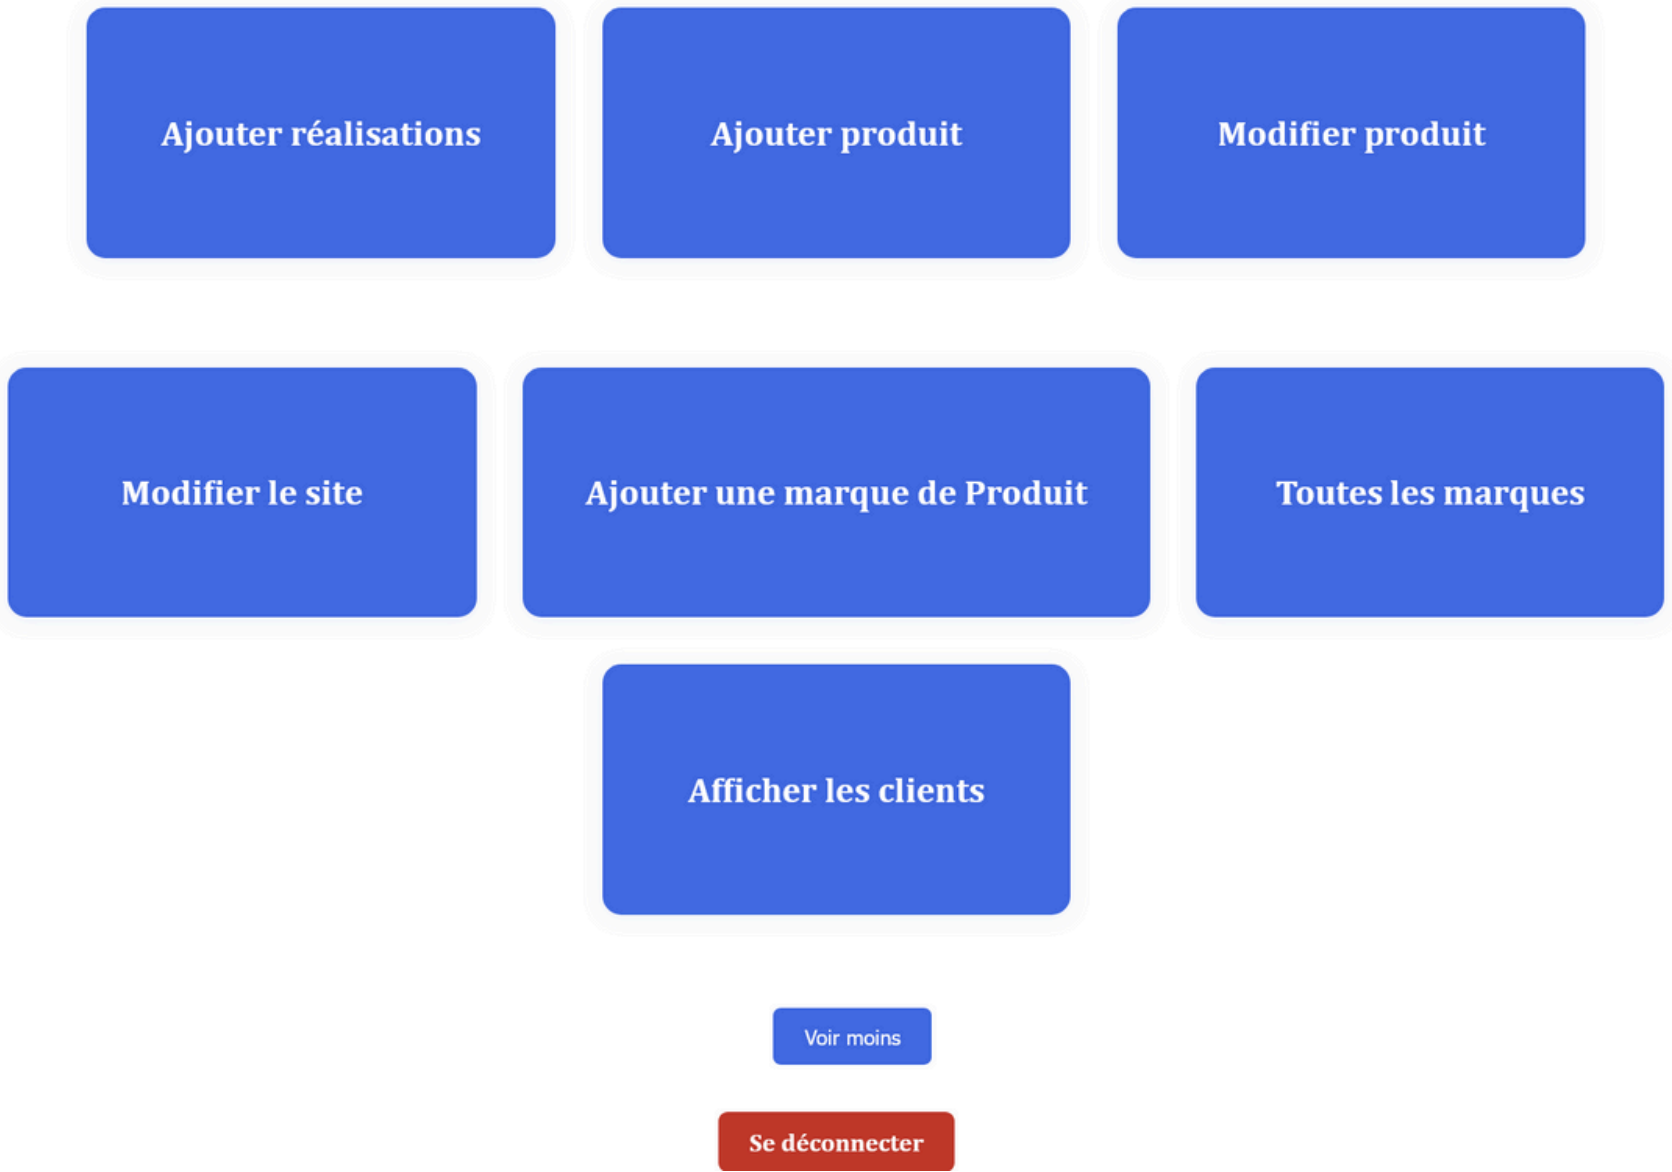 Ajouter réalisations
Ajouter produit
Modifier produit
Modifier le site
Ajouter une marque de Produit
Toutes les marques
Afficher les clients
Voir moins
Se déconnecter